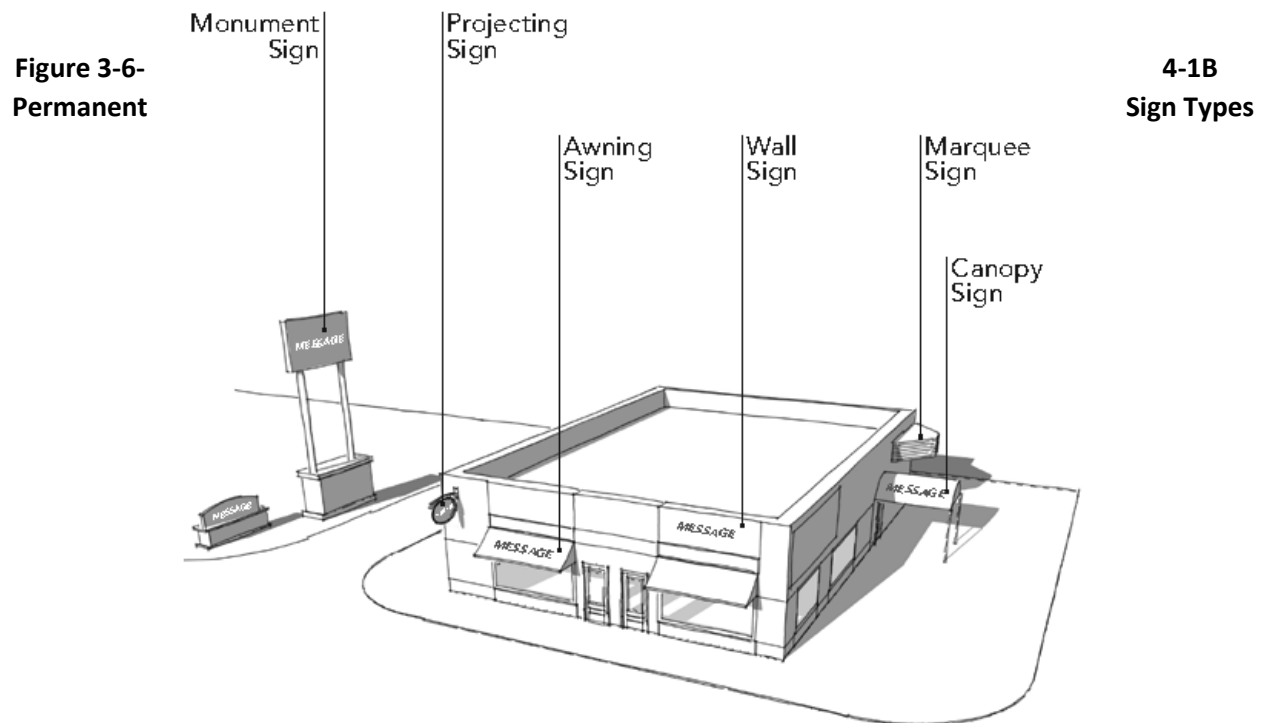 Monument
Sign
Projecting
Sign
Figure 3-6-
Permanent
4-1B
Sign Types
Awning
Sign
Wall
Sign
Marquee
Sign
Canopy
Sign
MESSAGE
MESSAGE
MESSAGE
MESSAGE
MESSAGE